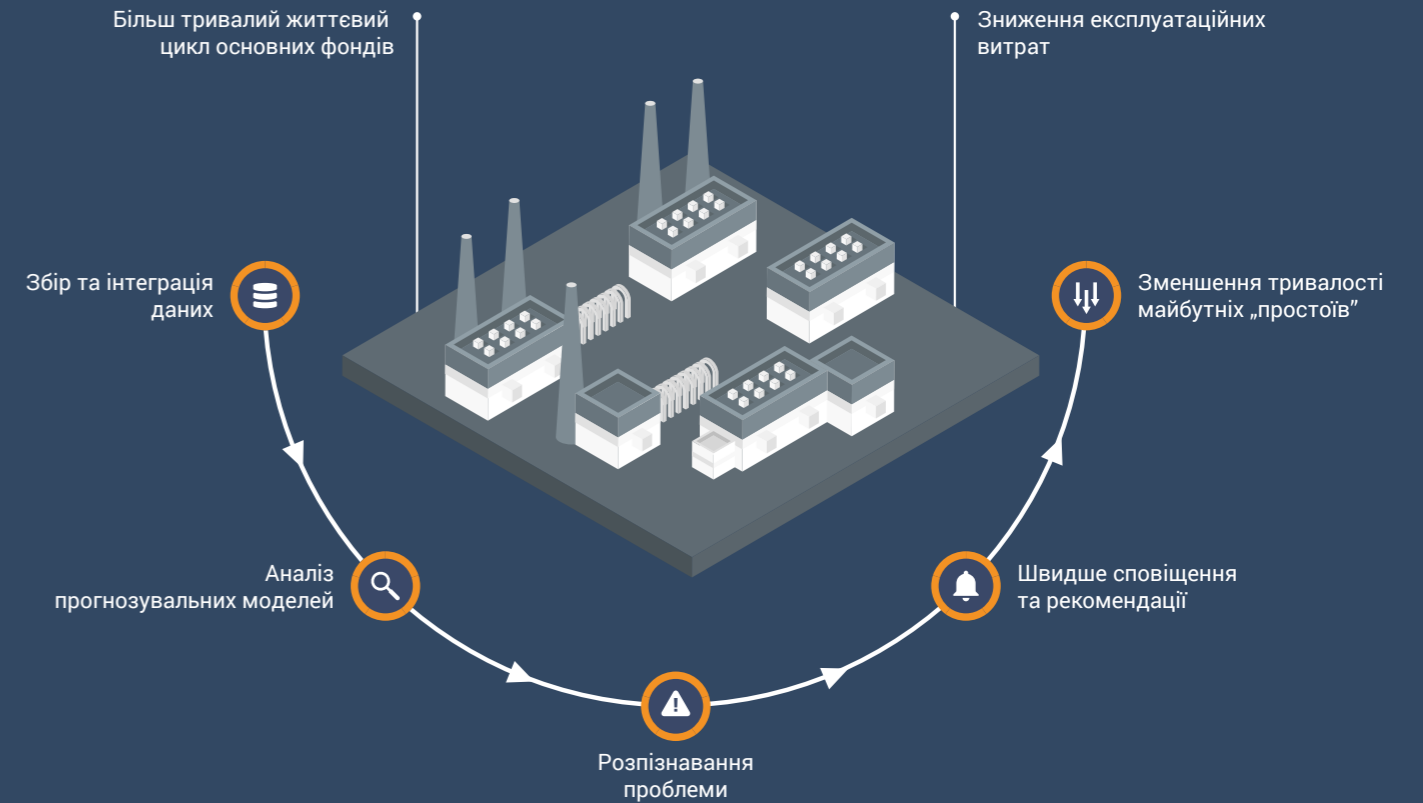 Більш тривалий життєвий
цикл основних фондів
Зниження експлуатаційних
витрат
Збір та інтеграція
даних
Зменшення тривалості
майбутніх „простоїв”
Аналіз
прогнозувальних моделей
Швидше сповіщення
та рекомендації
Розпізнавання
проблеми